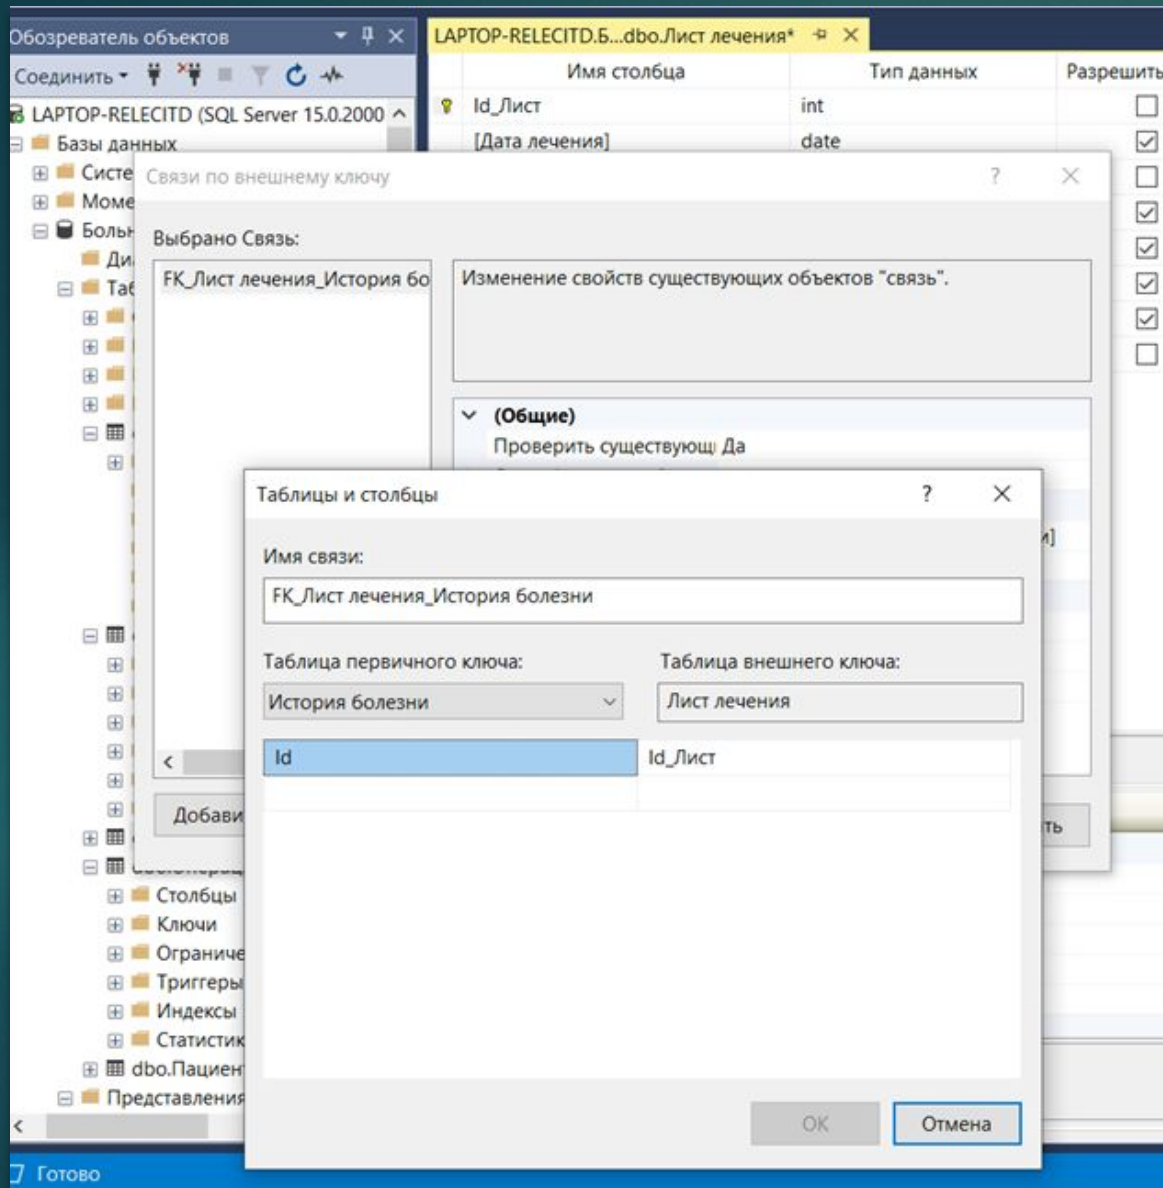 Обозреватель объектов
LAPTOP-RELECITD.Б...dbo.Лист лечения*
Соединить
Имя столбца
Тип данных
Разрешить
LAPTOP-RELECITD (SQL Server 15.0.2000
Id_Лист
int
Базы данных
[Дата лечения]
date
Систе
Моме
Больн
Ди
Таб
Связи по внешнему ключу
?
Выбрано Связь:
FK_Лист лечения_История бо
Изменение свойств существующих объектов "связь".
(Общие)
Проверить существующ
Да
Добави
ть
Таблицы и столбцы
?
и]
Имя связи:
FK_Лист лечения_История болезни
Таблица первичного ключа:
Таблица внешнего ключа:
История болезни
Лист лечения
Id
Id_Лист
Столбцы
Ключи
Ограниче
Триггеры
Индексы
Статистик
dbo.Пациен
Представления
OK
Отмена
Готово